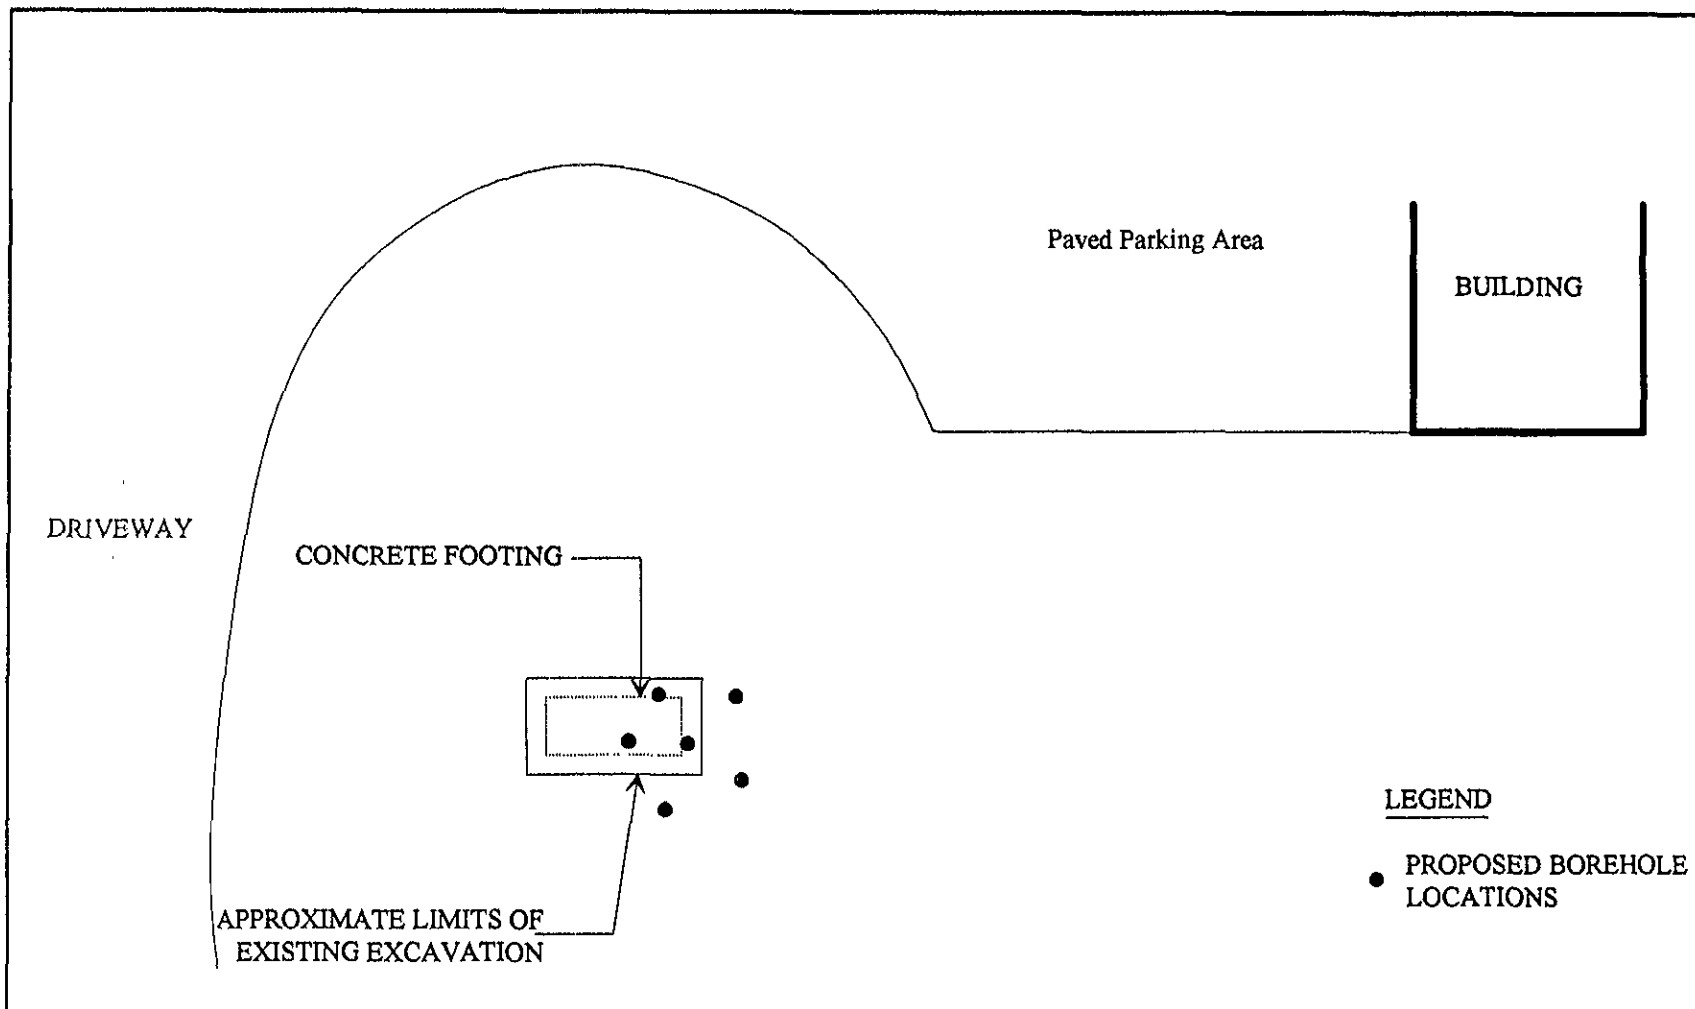 Paved Parking Area
BUILDING
DRIVEWAY
CONCRETE FOOTING
LEGEND
PROPOSED BOREHOLE
LOCATIONS
APPROXIMATE LIMITS OF
EXISTING EXCAVATION